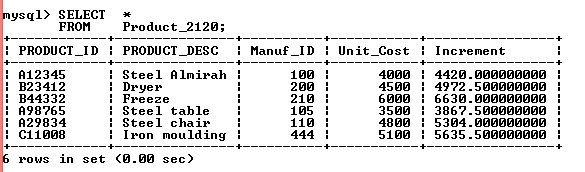 mysql> SELECT *
FROM Product_2120;
+------------+----------------+----------+-----------+----------------+
| PRODUCT_ID | PRODUCT_DESC | Manuf_ID | Unit_Cost | Increment |
+------------+----------------+----------+-----------+----------------+
| A12345 | Steel Almirah | 100 | 4000 | 4420.000000000 |
| B23412 | Dryer | 200 | 4500 | 4972.500000000 |
| B44332 | Freeze | 210 | 6000 | 6630.000000000 |
| A98765 | Steel table | 105 | 3500 | 3867.500000000 |
| A29834 | Steel chair | 110 | 4800 | 5304.000000000 |
| C11008 | Iron moulding | 444 | 5100 | 5635.500000000 |
+------------+----------------+----------+-----------+----------------+
6 rows in set (0.00 sec)